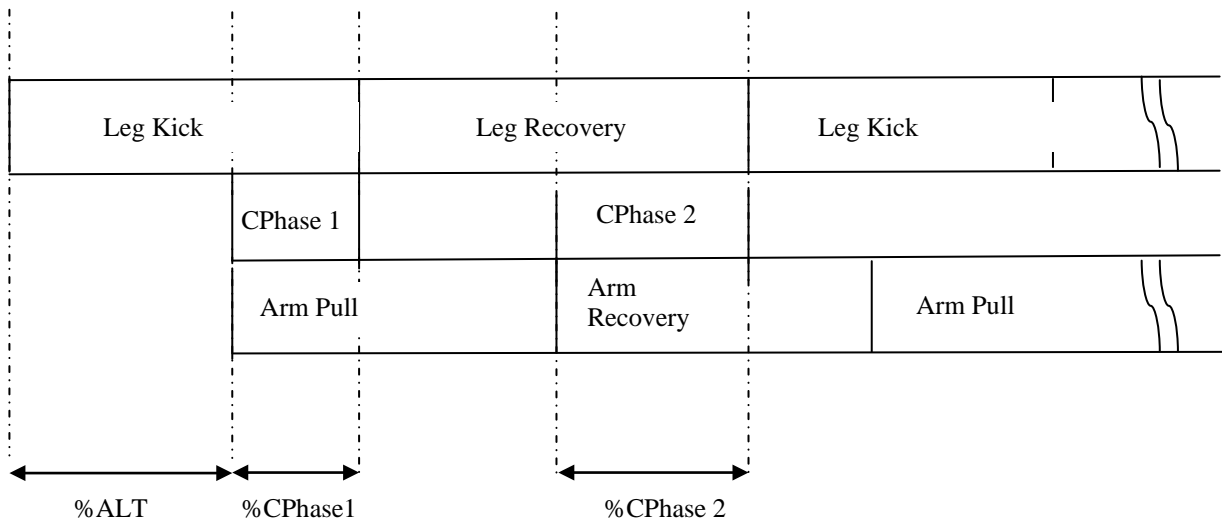 Leg Kick
Leg Recovery
Leg Kick
CPhase 1
CPhase 2
Arm Pull
Arm
Recovery
Arm Pull
%ALT
%CPhase1
%CPhase 2